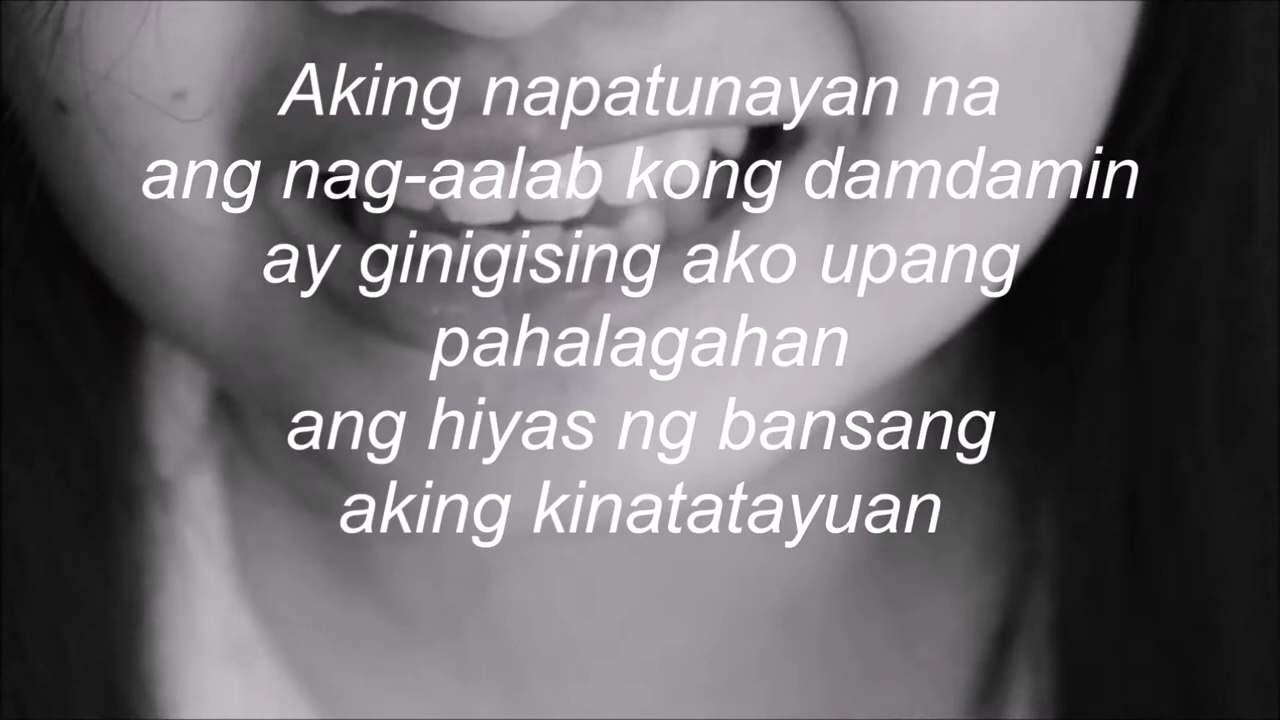 Aking napatunayan na
ang nag-aalab kong damdamin
ay ginigising ako upang
pahalagahan
ang hiyas ng bansang
aking kinatatayuan